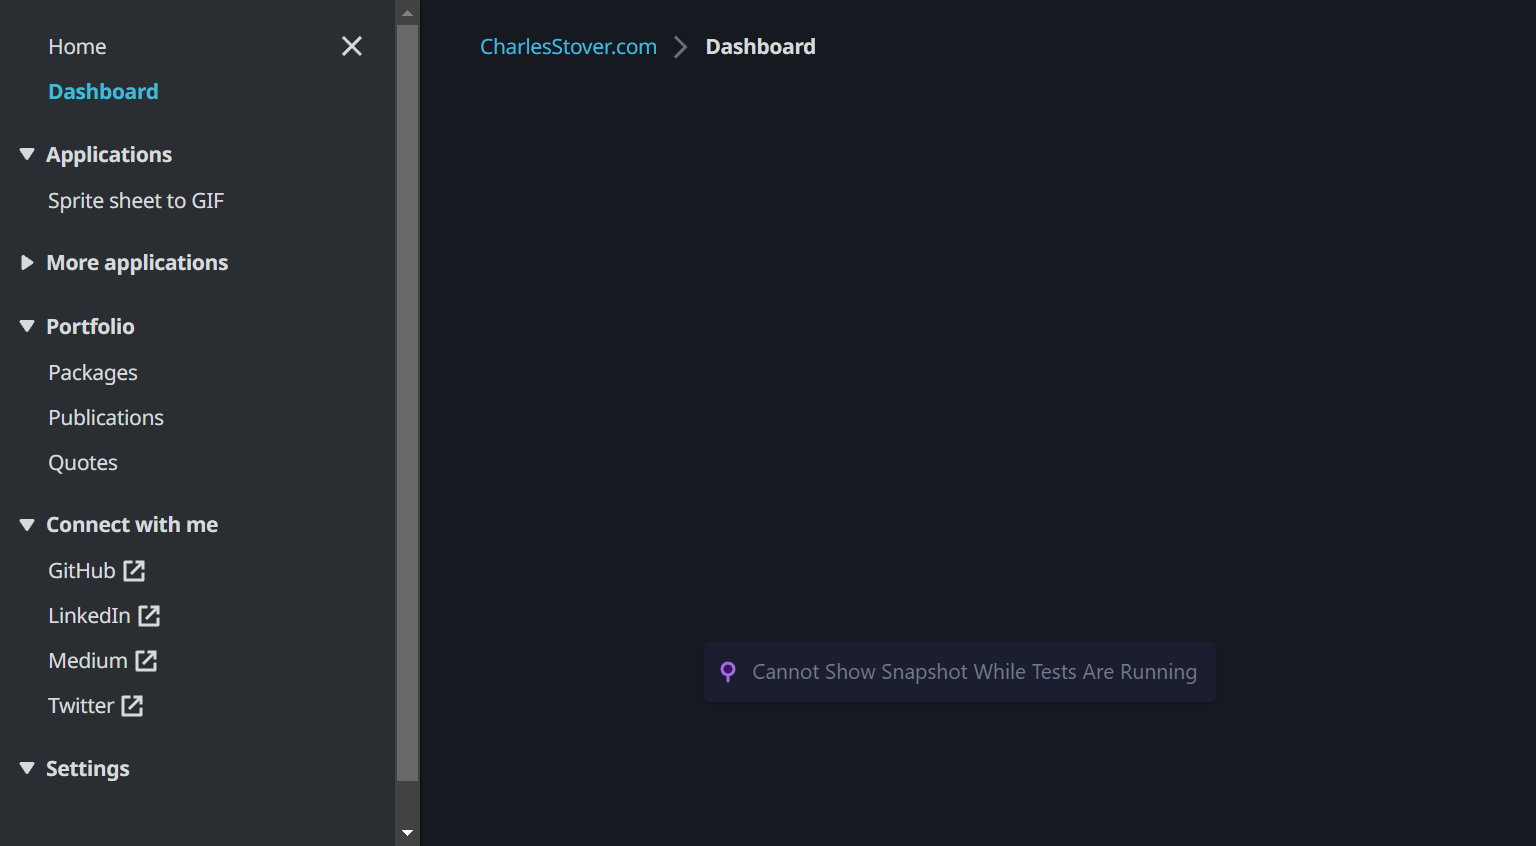 Home
Dashboard
Applications
Sprite sheet to GIF
More applications
Portfolio
Packages
Publications
Quotes
Connect with me
GitHub
LinkedIn
Medium
Twitter
Settings
CharlesStover.com
Dashboard
Cannot Show Snapshot While Tests Are Running